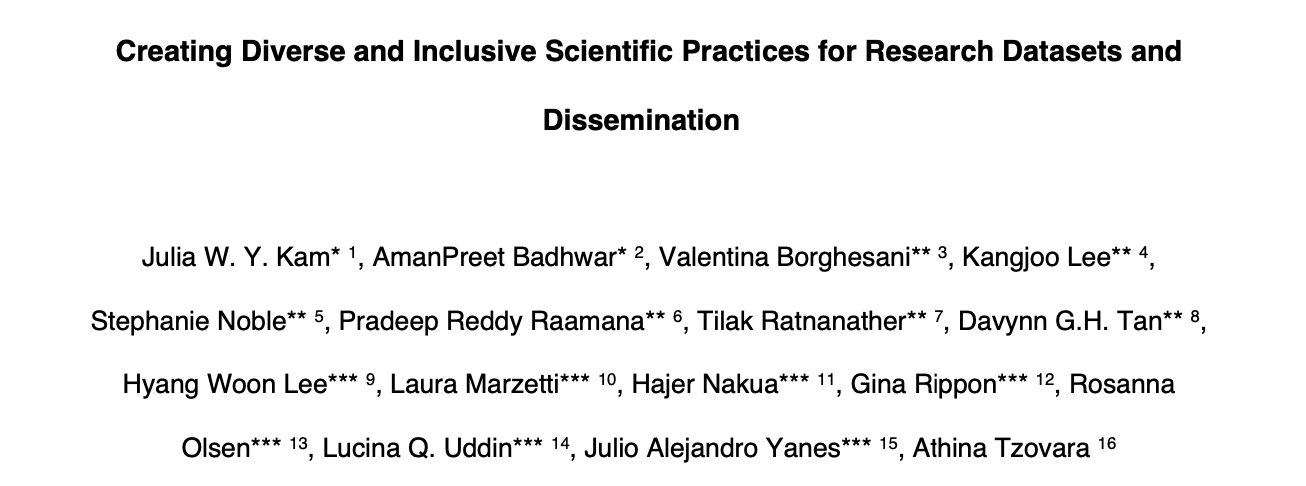 Creating Diverse and Inclusive Scientific Practices for Research Datasets and
Dissemination
Julia W. Y. Kam* 1, AmanPreet Badhwar* 2, Valentina Borghesani** 3, Kangjoo Lee** 4,
Stephanie Noble** 5, Pradeep Reddy Raamana** 6, Tilak Ratnanather** 7, Davynn G.H. Tan** 8,
Hyang Woon Lee*** 9, Laura Marzetti*** 10, Hajer Nakua*** 11, Gina Rippon*** 12, Rosanna
Olsen*** 13, Lucina Q. Uddin*** 14, Julio Alejandro Yanes*** 15, Athina Tzovara 16